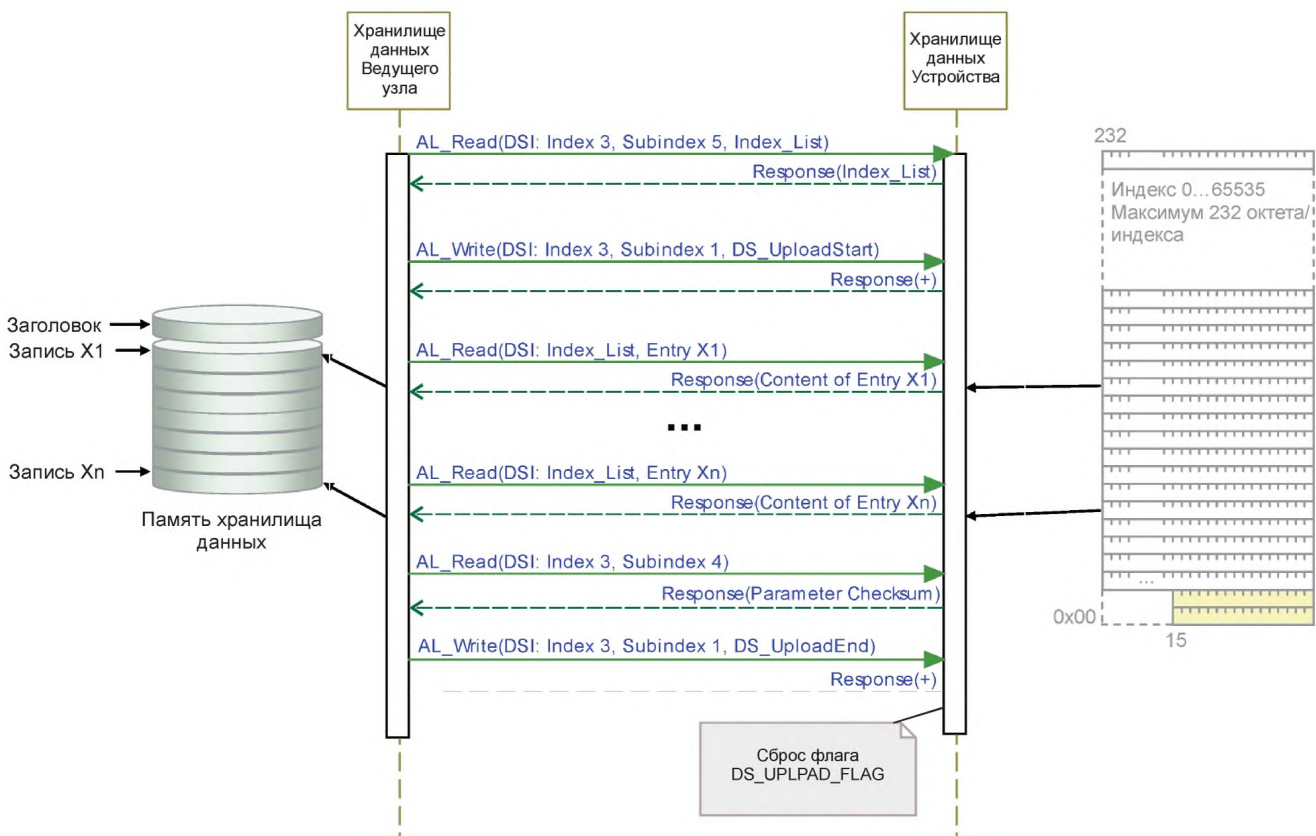 Хранилище
данных
Ведущего
узла
Хранилище
данных
Устройства
AL_Read(DSI: Index 3, Subindex 5, Index_List)
Response(Index_List)
232
Индекс 0...65535
Максимум 232 октета/
индекса
AL_Write(DSI: Index 3, Subindex 1, DS_UploadStart)
Response(+)
Заголовок
Запись X1
AL_Read(DSI: Index_List, Entry X1)
Response(Content of Entry X1)
...
Запись Xn
AL_Read(DSI: Index_List, Entry Xn)
Response(Content of Entry Xn)
Память хранилища
данных
AL_Read(DSI: Index 3, Subindex 4)
Response(Parameter Checksum)
...
0x00
15
AL_Write(DSI: Index 3, Subindex 1, DS_UploadEnd)
Response(+)
Сброс флага
DS_UPLPAD_FLAG